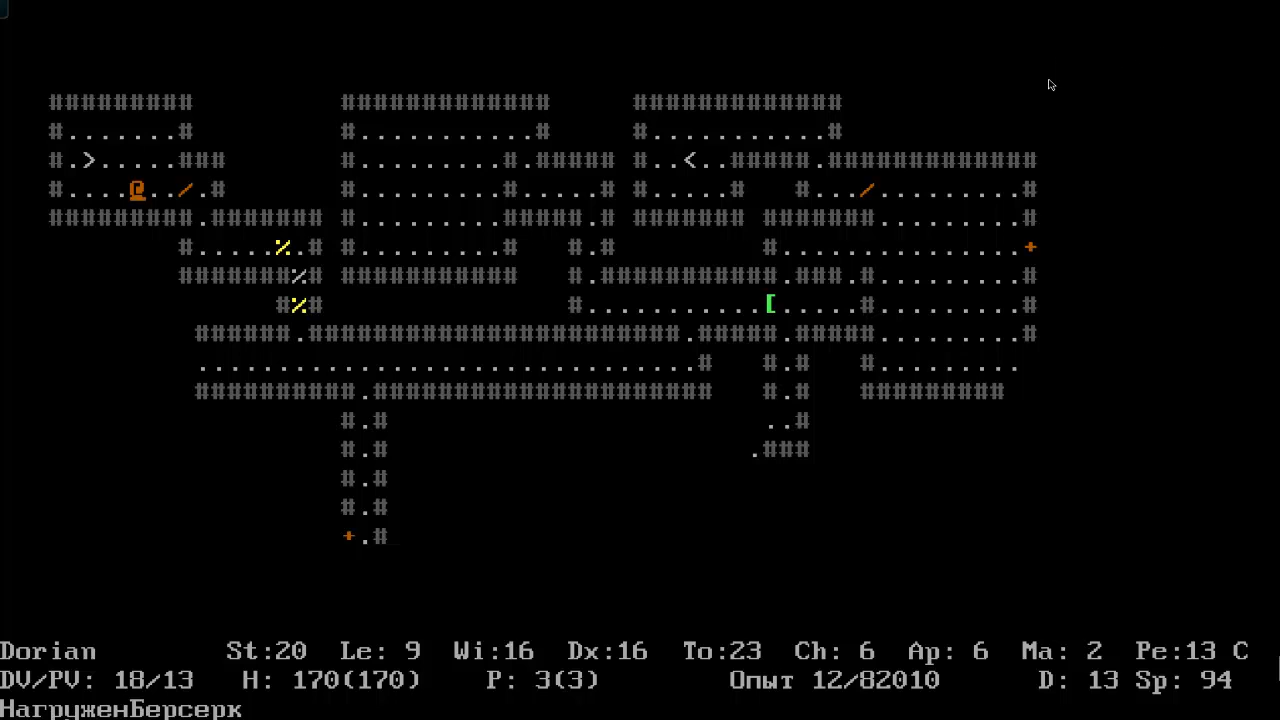 #########         #############     #############
#.......#         #...........#     #...........#
#.>.....###       #.........#.##### #..<..#####.#############
#....@../.#       #.........#.....# #.....#   #.../.........#
#########.####### #.........#####.# ####### #######.........#
#.....%.# #.........#   #.#         #..............+
########%# ###########   #.###########.###.#.........#
#%#               #..........[.....#.........#
######.#######################.#####.#####.........#
...............................#   #.#   #.........
##########.#####################   #.#   #########
#.#                       ..#
#.#                      .###
#.#
#.#
+.#
Dorian        St:20  Le: 9  Wi:16  Dx:16  To:23  Ch: 6  Ap: 6  Ma: 2  Pe:13 C
DV/PV: 18/13   H: 170(170)    P: 3(3)        Опыт 12/82010      D: 13 Sp: 94
НагруженБерсерк